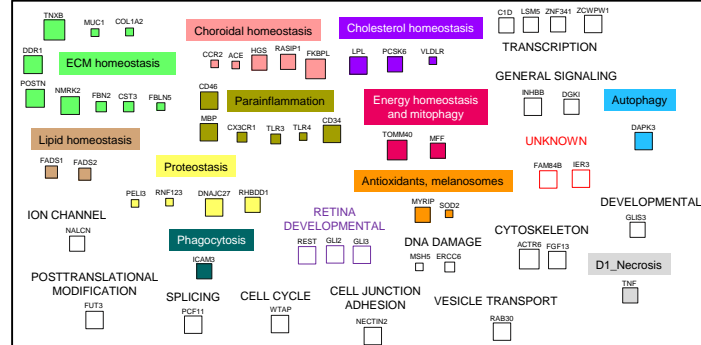 TNXB
MUC1
COL1A2
DDR1
ECM homeostasis
POSTN
NMRK2
FBN2
CST3
FBLN5
Choroidal homeostasis
CCR2
ACE
HGS
RASIP1
FKBPL
Cholesterol homeostasis
LPL
PCSK6
VLDLR
C1D
LSM5
ZNF341
ZCWPW1
TRANSCRIPTION
GENERAL SIGNALING
INHBB
DGKI
CD46
Parainflammation
MBP
CX3CR1
TLR3
TLR4
CD34
Energy homeostasis
and mitophagy
TOMM40
MFF
Autophagy
DAPK3
Lipid homeostasis
FADS1
FADS2
Proteostasis
PELI3
RNF123
DNAJC27
RHBDD1
UNKNOWN
FAM84B
IER3
Antioxidants, melanosomes
MYRIP
SOD2
DEVELOPMENTAL
GLIS3
ION CHANNEL
NALCN
Phagocytosis
ICAM3
RETINA
DEVELOPMENTAL
REST
GLI2
GLI3
DNA DAMAGE
MSH5
ERCC6
CYTOSKELETON
ACTR6
FGF13
D1_Necrosis
TNF
POSTTRANSLATIONAL
MODIFICATION
FUT3
SPLICING
PCF11
CELL CYCLE
WTAP
CELL JUNCTION
ADHESION
NECTIN2
VESICLE TRANSPORT
RAB30